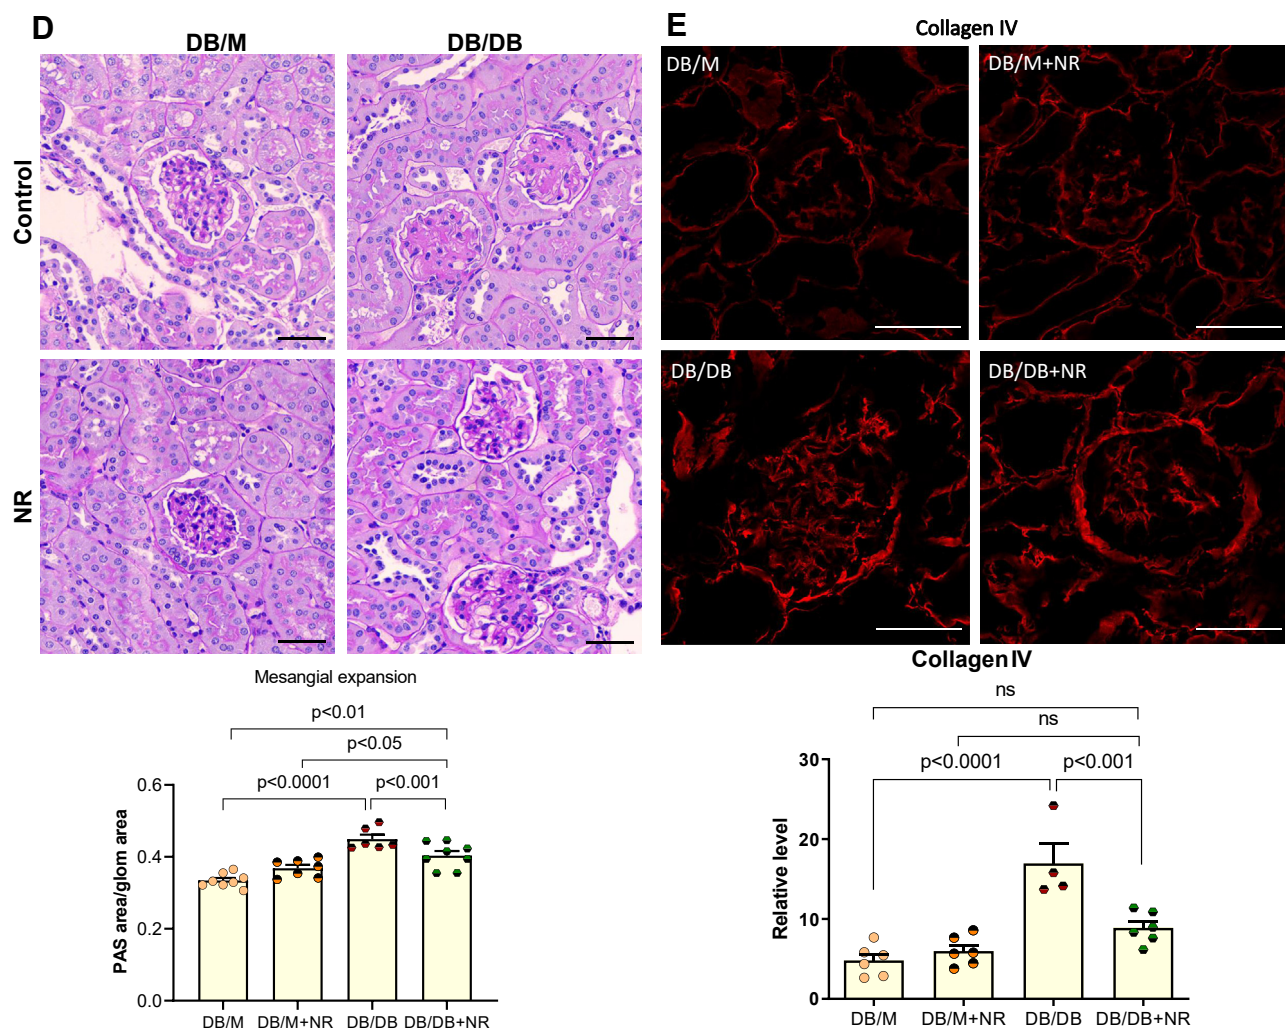 D
DB/M
DB/DB
Control
NR
Mesangial expansion
p<0.01
p<0.05
p<0.0001
p<0.001
PAS area/glom area
0.6
0.4
0.2
0.0
DB/M
DB/M+NR
DB/DB
DB/DB+NR
E
Collagen IV
DB/M
DB/M+NR
DB/DB
DB/DB+NR
Collagen IV
ns
ns
p<0.0001
p<0.001
Relative level
30
20
10
0
DB/M
DB/M+NR
DB/DB
DB/DB+NR